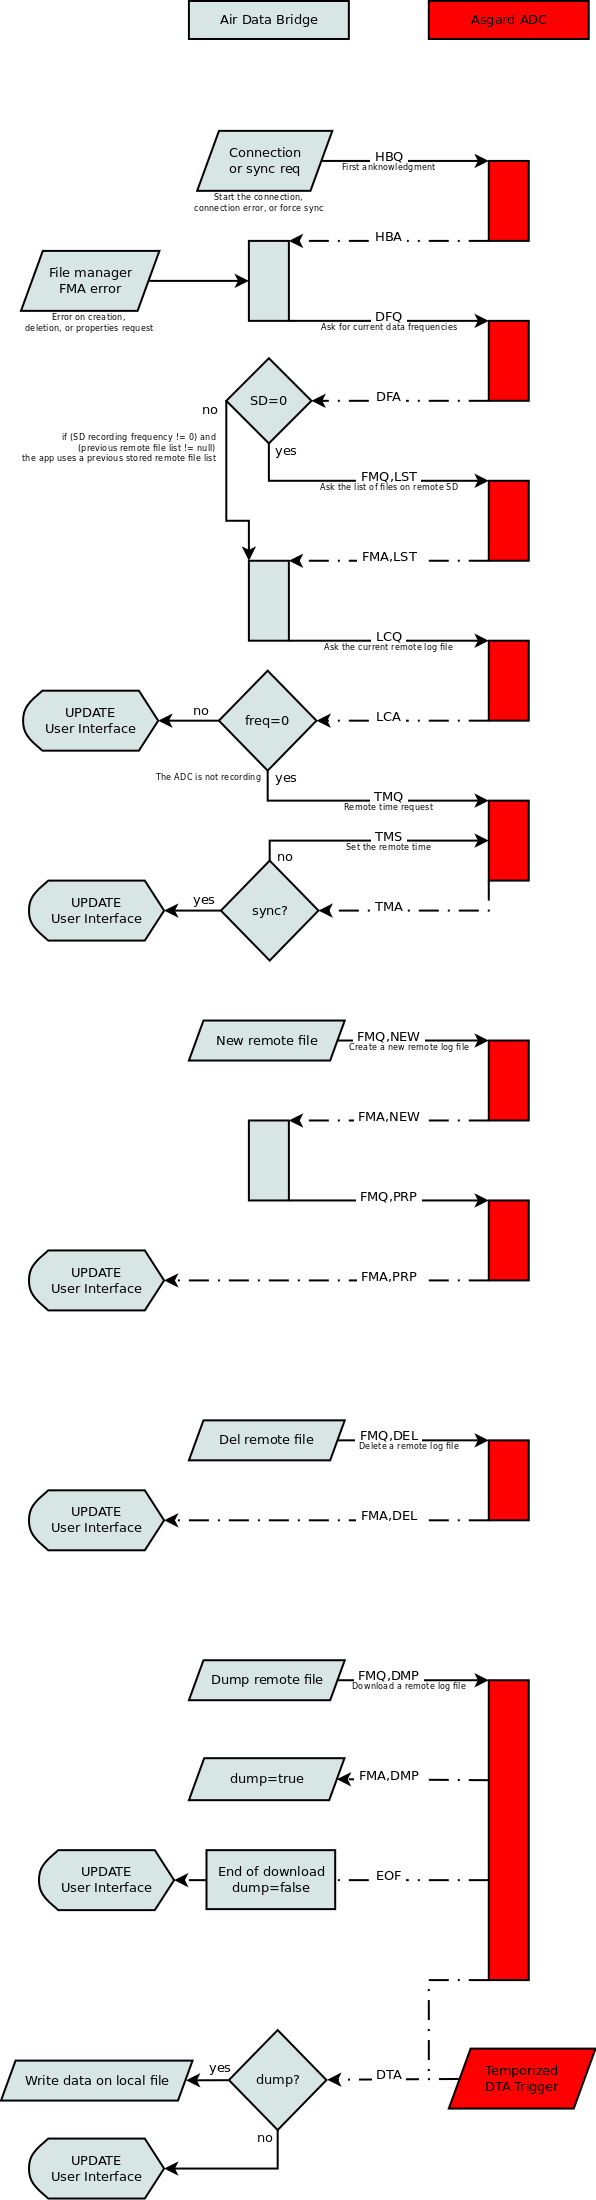 Air Data Bridge
Asgard ADC
Connection
or sync req
HBQ
First anknowledgment
Start the connection,
connection error, or force sync
HBA
File manager
FMA error
Error on creation,
deletion, or properties request
DFQ
Ask for current data frequencies
SD=0
DFA
no
yes
if (SD recording frequency != 0) and
(previous remote file list != null)
the app uses a previous stored remote file list
FMQ,LST
Ask the list of files on remote SD
FMA,LST
LCQ
Ask the current remote log file
UPDATE
User Interface
no
freq=0
LCA
The ADC is not recording
yes
TMQ
Remote time request
TMS
Set the remote time
no
UPDATE
User Interface
yes
sync?
TMA
New remote file
FMQ,NEW
Create a new remote log file
FMA,NEW
FMQ,PRP
UPDATE
User Interface
FMA,PRP
Del remote file
FMQ,DEL
Delete a remote log file
UPDATE
User Interface
FMA,DEL
Dump remote file
FMQ,DMP
Download a remote log file
dump=true
FMA,DMP
UPDATE
User Interface
End of download
dump=false
EOF
Write data on local file
yes
dump?
DTA
Temporized
DTA Trigger
no
UPDATE
User Interface